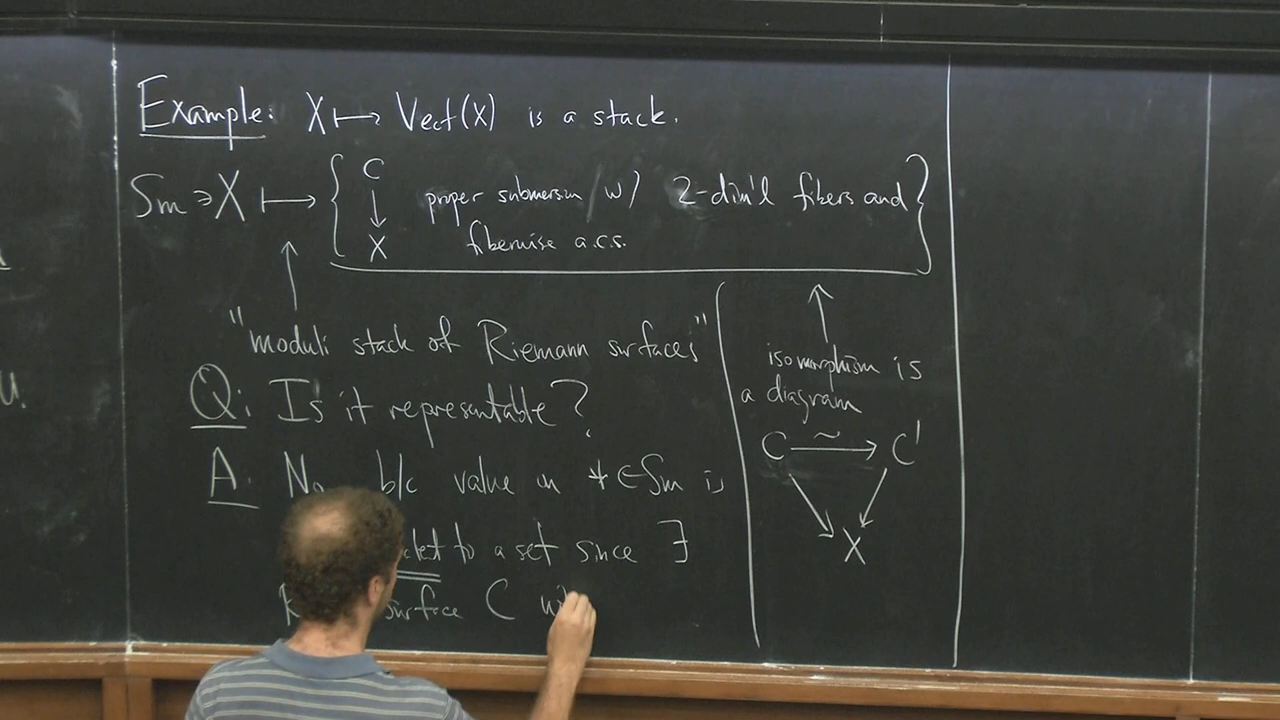 Example: X ↦ Vect(X) is a stack.
Sm ∋ X ↦ { C ↓ X proper submersion w/ 2-dim'l fibers and
fiberwise a.c.s. }
"moduli stack of Riemann surfaces"
Q: Is it representable?
A: No b/c value on * ∈ Sm is
to a set since ∃
surface C
isomorphism is
a diagram
C ~→ C'
X
u.